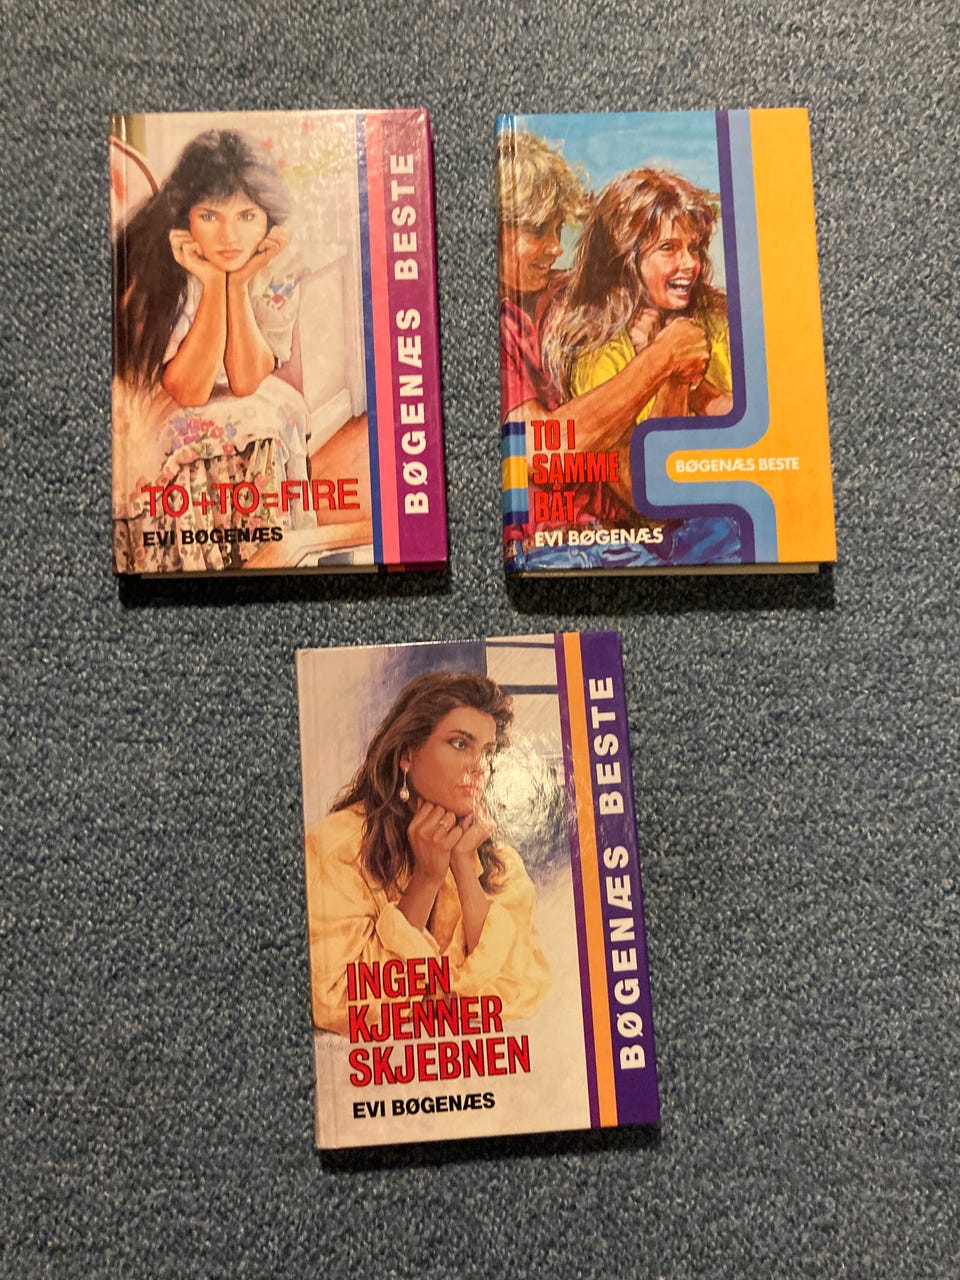 TO+TO=FIRE
EVI BØGENÆS
BØGENÆS BESTE
TO I
SAMME
BÅT
EVI BØGENÆS
BØGENÆS BESTE
INGEN
KJENNER
SKJEBNEN
EVI BØGENÆS
BØGENÆS BESTE